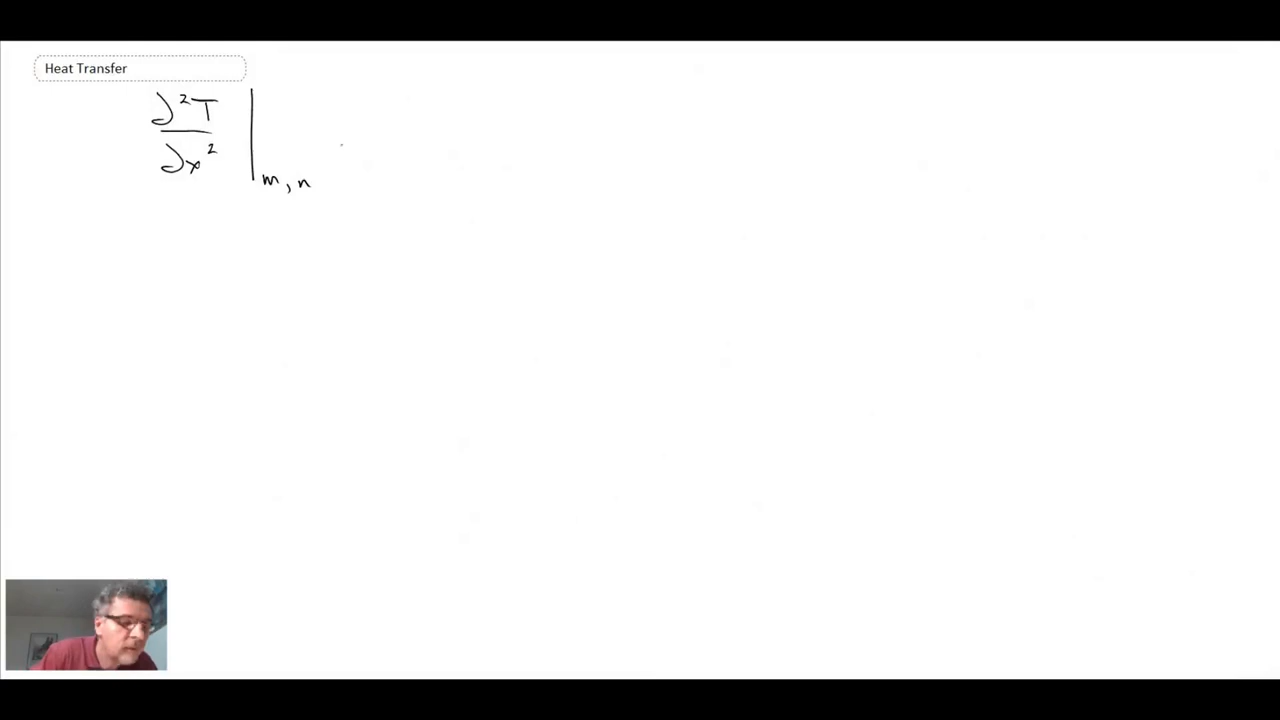 Heat Transfer
∂²T
∂x²
m, n